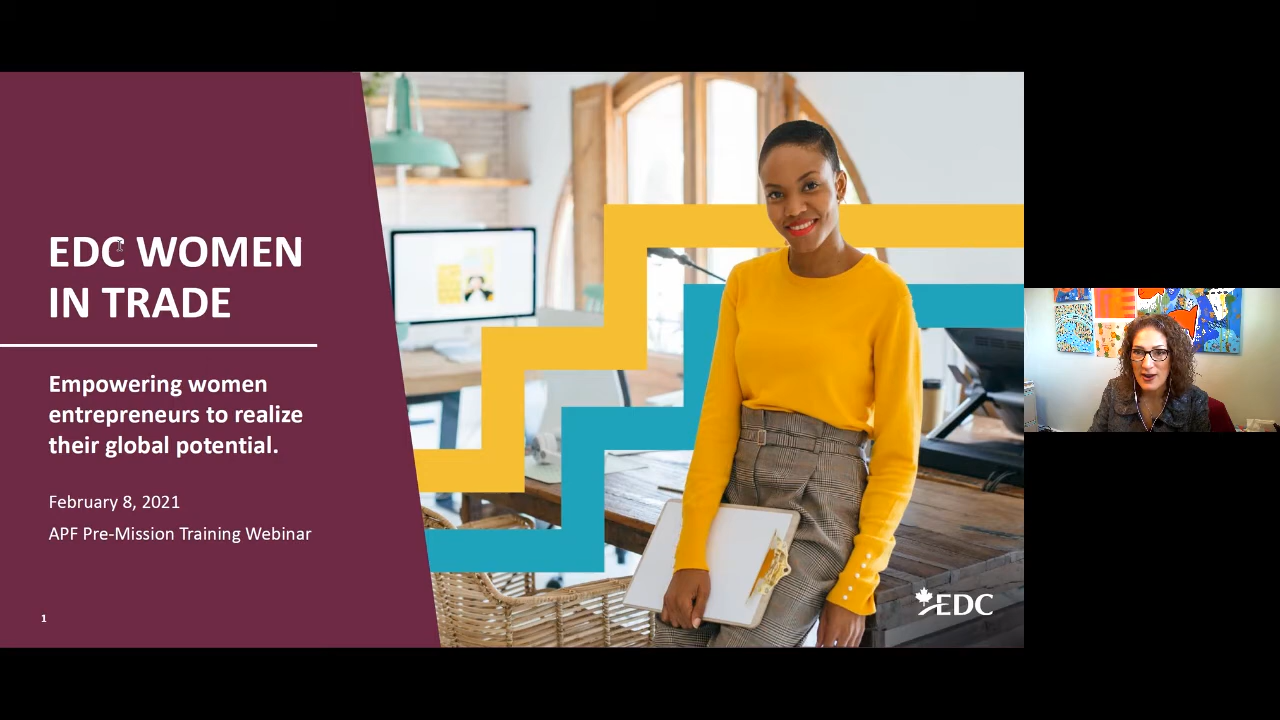 EDC WOMEN
IN TRADE
Empowering women
entrepreneurs to realize
their global potential.
February 8, 2021
APF Pre-Mission Training Webinar
1
EDC